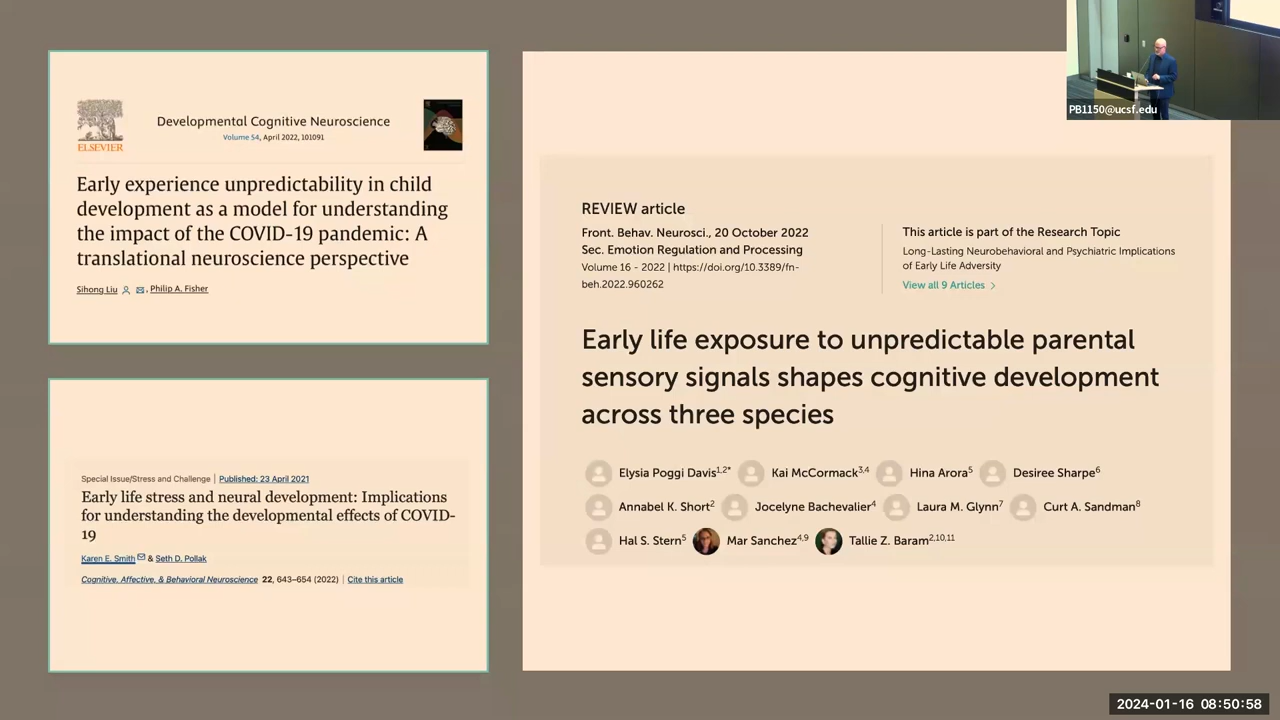 ELSEVIER
Developmental Cognitive Neuroscience
Volume 54, April 2022, 101091
Early experience unpredictability in child
development as a model for understanding
the impact of the COVID-19 pandemic: A
translational neuroscience perspective
Sihong Liu , Philip A. Fisher
Special Issue/Stress and Challenge | Published: 23 April 2021
Early life stress and neural development: Implications
for understanding the developmental effects of COVID-
19
Karen E. Smith & Seth D. Pollak
Cognitive, Affective, & Behavioral Neuroscience 22, 643–654 (2022) | Cite this article
REVIEW article
Front. Behav. Neurosci., 20 October 2022
Sec. Emotion Regulation and Processing
Volume 16 - 2022 | https://doi.org/10.3389/fn-
beh.2022.960262
This article is part of the Research Topic
Long-Lasting Neurobehavioral and Psychiatric Implications
of Early Life Adversity
View all 9 Articles >
Early life exposure to unpredictable parental
sensory signals shapes cognitive development
across three species
Elysia Poggi Davis1,2* Kai McCormack3,4 Hina Arora5 Desiree Sharpe6
Annabel K. Short2 Jocelyne Bachevalier4 Laura M. Glynn7 Curt A. Sandman8
Hal S. Stern5 Mar Sanchez4,9 Tallie Z. Baram2,10,11
PB1150@ucsf.edu
2024-01-16 08:50:58